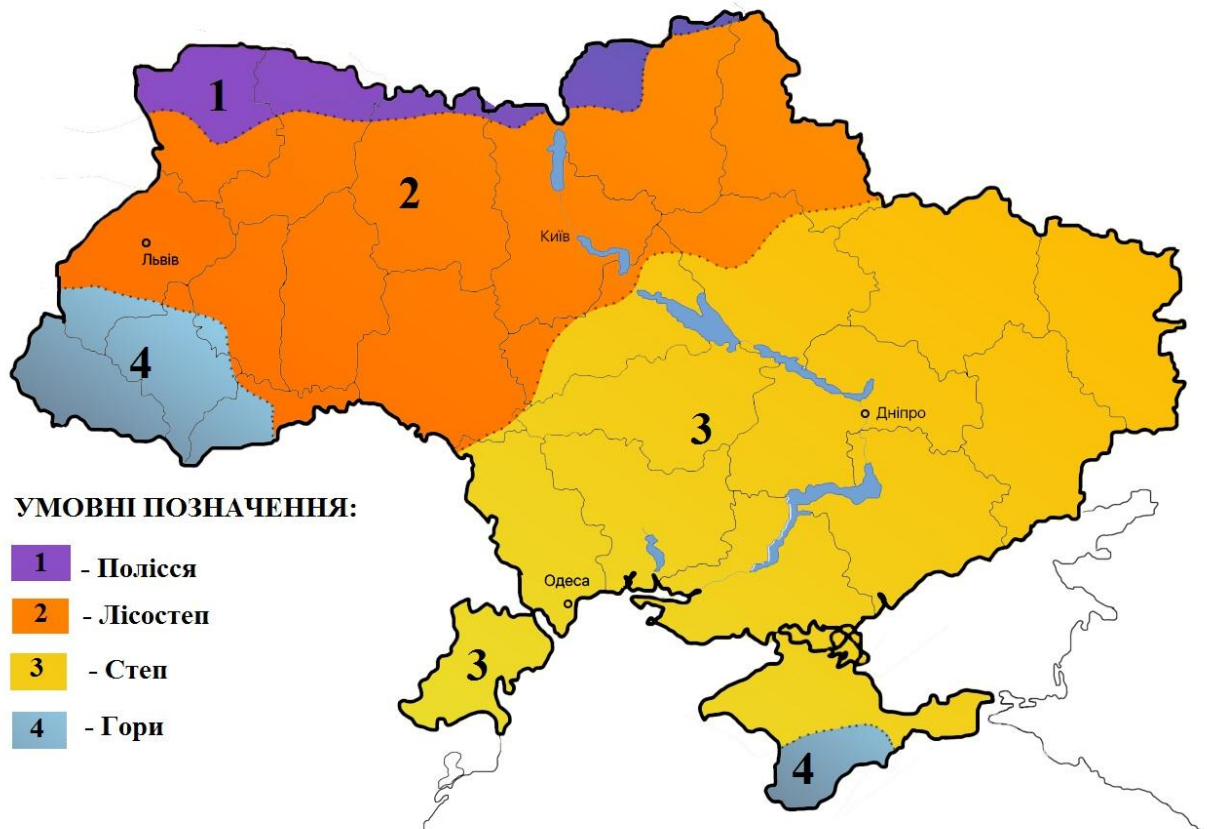 1
2
Київ
Львів
4
3
Дніпро
УМОВНІ ПОЗНАЧЕННЯ:
1 - Полісся
2 - Лісостеп
3 - Степ
4 - Гори
Одеса
3
4